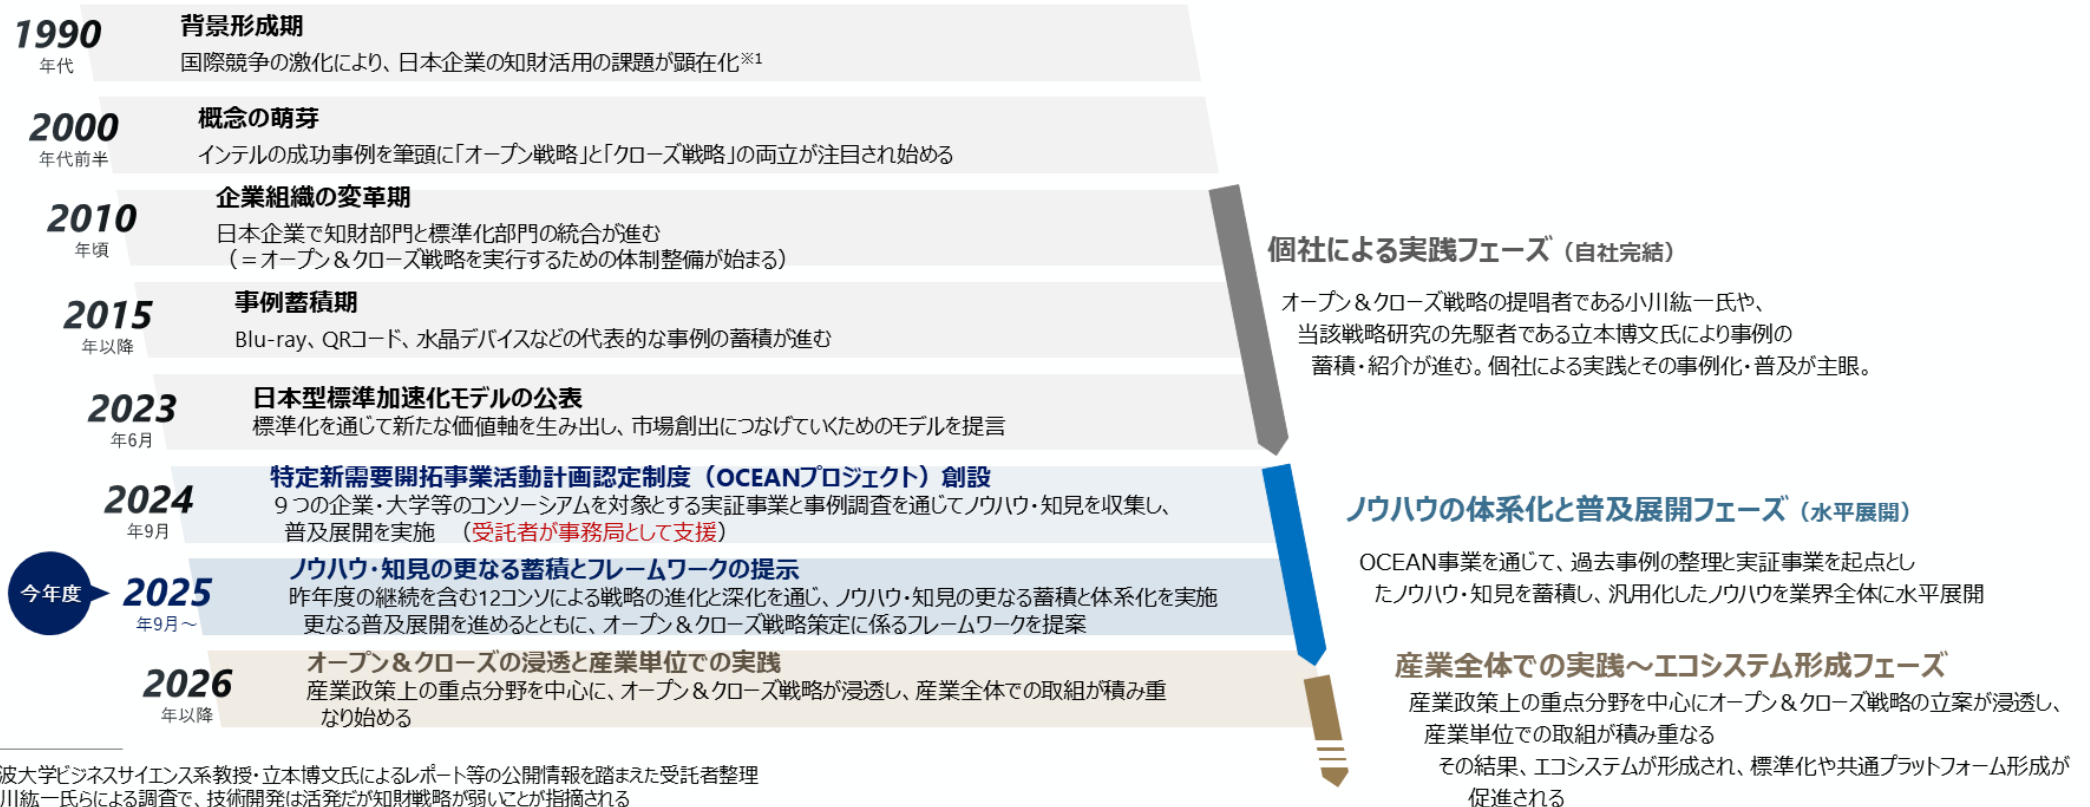 1990
年代
背景形成期
国際競争の激化により、日本企業の知財活用の課題が顕在化※1
2000
年代前半
概念の萌芽
インテルの成功事例を筆頭に「オープン戦略」と「クローズ戦略」の両立が注目され始める
2010
年頃
企業組織の変革期
日本企業で知財部門と標準化部門の統合が進む
（＝オープン＆クローズ戦略を実行するための体制整備が始まる）
2015
年以降
事例蓄積期
Blu-ray、QRコード、水晶デバイスなどの代表的な事例の蓄積が進む
2023
年6月
日本型標準加速化モデルの公表
標準化を通じて新たな価値軸を生み出し、市場創出につなげていくためのモデルを提言
個社による実践フェーズ（自社完結）
オープン＆クローズ戦略の提唱者である小川紘一氏や、
当該戦略研究の先駆者である立本博文氏により事例の
蓄積・紹介が進む。個社による実践とその事例化・普及が主眼。
2024
年9月
特定新需要開拓事業活動計画認定制度（OCEANプロジェクト）創設
９つの企業・大学等のコンソーシアムを対象とする実証事業と事例調査を通じてノウハウ・知見を収集し、
普及展開を実施　（受託者が事務局として支援）
今年度
2025
年9月～
ノウハウ・知見の更なる蓄積とフレームワークの提示
昨年度の継続を含む12コンソによる戦略の進化と深化を通じ、ノウハウ・知見の更なる蓄積と体系化を実施
更なる普及展開を進めるとともに、オープン＆クローズ戦略策定に係るフレームワークを提案
ノウハウの体系化と普及展開フェーズ（水平展開）
OCEAN事業を通じて、過去事例の整理と実証事業を起点とし
たノウハウ・知見を蓄積し、汎用化したノウハウを業界全体に水平展開
2026
年以降
オープン＆クローズの浸透と産業単位での実践
産業政策上の重点分野を中心に、オープン＆クローズ戦略が浸透し、産業全体での取組が積み重
なり始める
産業全体での実践～エコシステム形成フェーズ
産業政策上の重点分野を中心にオープン＆クローズ戦略の立案が浸透し、
産業単位での取組が積み重なる
その結果、エコシステムが形成され、標準化や共通プラットフォーム形成が
促進される
波大学ビジネスサイエンス系教授・立本博文氏によるレポート等の公開情報を踏まえた受託者整理
川紘一氏らによる調査で、技術開発は活発だが知財戦略が弱いことが指摘される